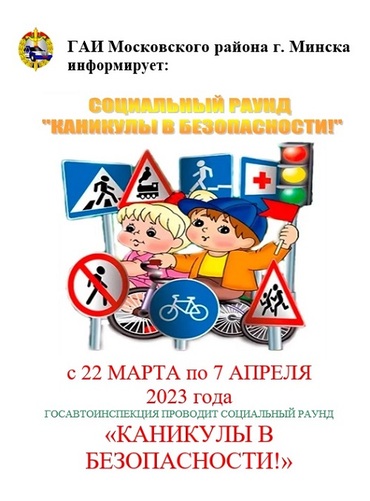 ГАИ Московского района г. Минска
информирует:
СОЦИАЛЬНЫЙ РАУНД
"КАНИКУЛЫ В БЕЗОПАСНОСТИ!"
с 22 МАРТА по 7 АПРЕЛЯ
2023 года
ГОСАВТОИНСПЕКЦИЯ ПРОВОДИТ СОЦИАЛЬНЫЙ РАУНД
«КАНИКУЛЫ В
БЕЗОПАСНОСТИ!»